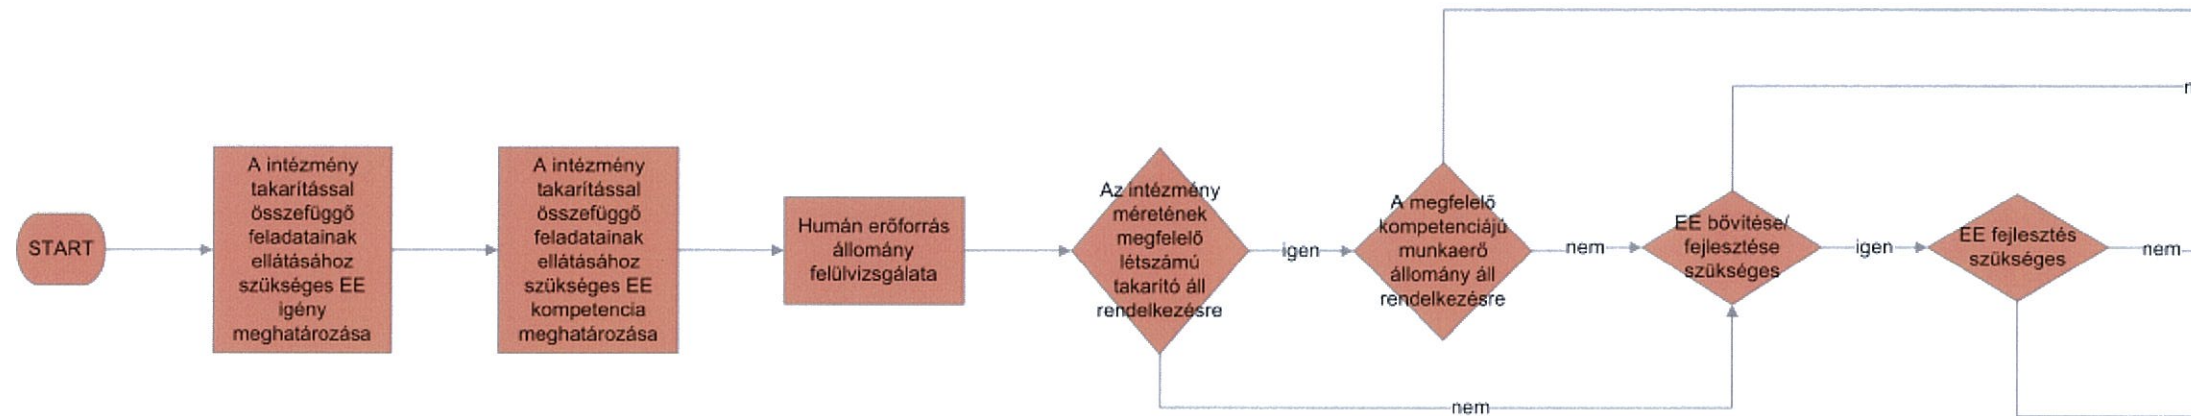 START
A intézmény
takarítással
összefüggő
feladatainak
ellátásához
szükséges EE
igény
meghatározása
A intézmény
takarítással
összefüggő
feladatainak
ellátásához
szükséges EE
kompetencia
meghatározása
Humán erőforrás
állomány
felülvizsgálata
Az intézmény
méretének
megfelelő
létszámú
takarító áll
rendelkezésre
igen
nem
A megfelelő
kompetenciájú
munkaerő
állomány áll
rendelkezésre
nem
EE bővítése/
fejlesztése
szükséges
igen
EE fejlesztés
szükséges
nem